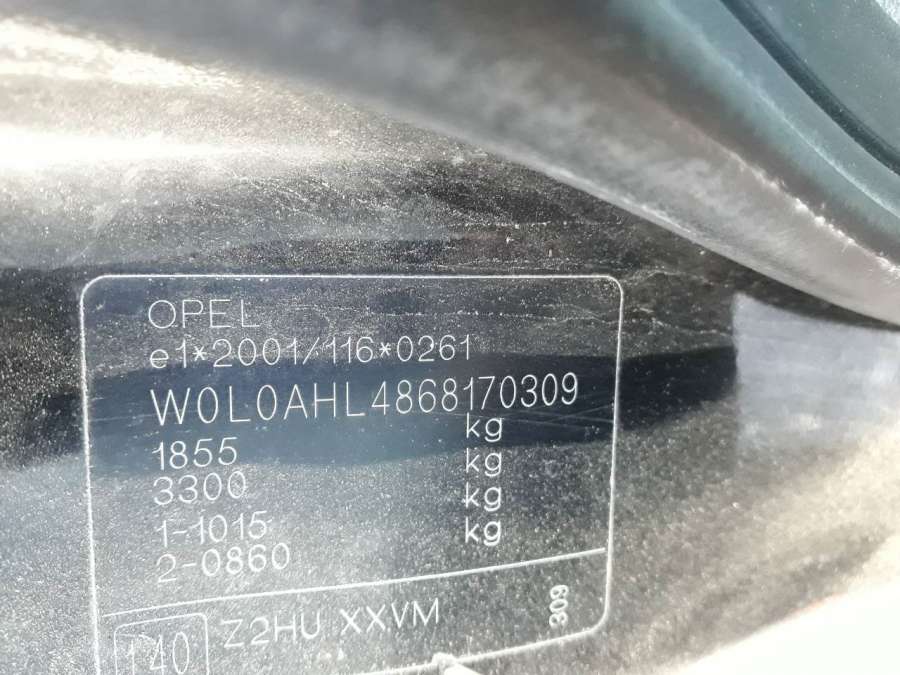 OPEL
e1*2001/116*0261
W0L0AHL4868170309
1855 kg
3300 kg
1-1015 kg
2-0860 kg
Z2HU XXVM 309
140